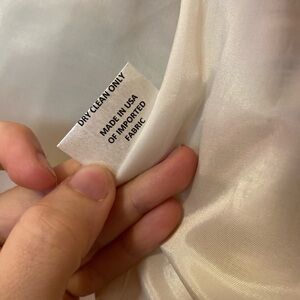 DRY CLEAN ONLY
MADE IN USA
OF IMPORTED
FABRIC